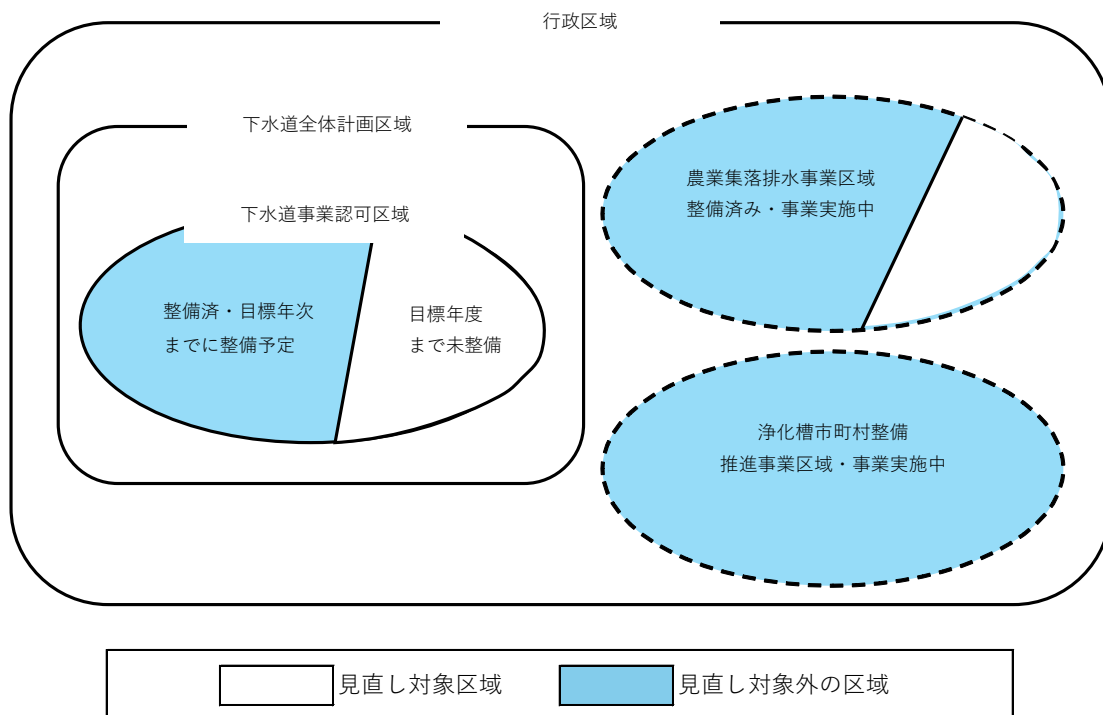 行政区域
下水道全体計画区域
下水道事業認可区域
整備済・目標年次
までに整備予定
目標年度
まで未整備
農業集落排水事業区域
整備済み・事業実施中
浄化槽市町村整備
推進事業区域・事業実施中
見直し対象区域
見直し対象外の区域